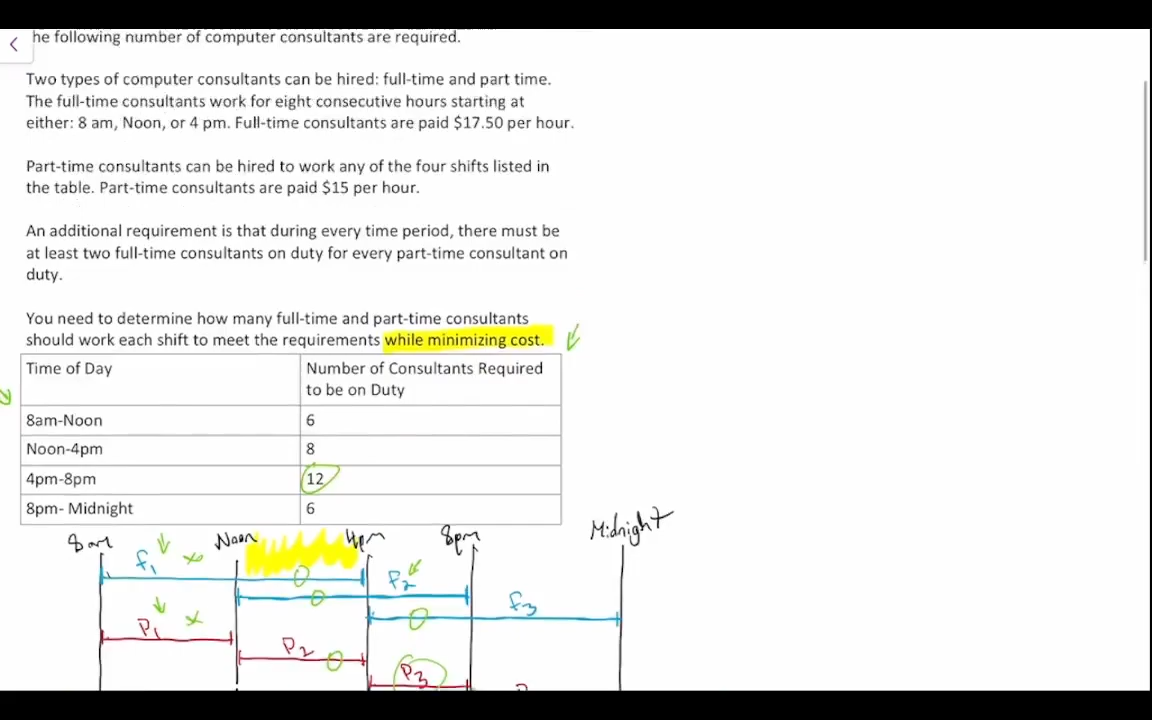 he following number of computer consultants are required.
Two types of computer consultants can be hired: full-time and part time.
The full-time consultants work for eight consecutive hours starting at
either: 8 am, Noon, or 4 pm. Full-time consultants are paid $17.50 per hour.
Part-time consultants can be hired to work any of the four shifts listed in
the table. Part-time consultants are paid $15 per hour.
An additional requirement is that during every time period, there must be
at least two full-time consultants on duty for every part-time consultant on
duty.
You need to determine how many full-time and part-time consultants
should work each shift to meet the requirements while minimizing cost.
Time of Day Number of Consultants Required
to be on Duty
8am-Noon 6
Noon-4pm 8
4pm-8pm 12
8pm- Midnight 6
8am Noon 4pm 8pm Midnight
f1 f2 f3
P1 P2 P3